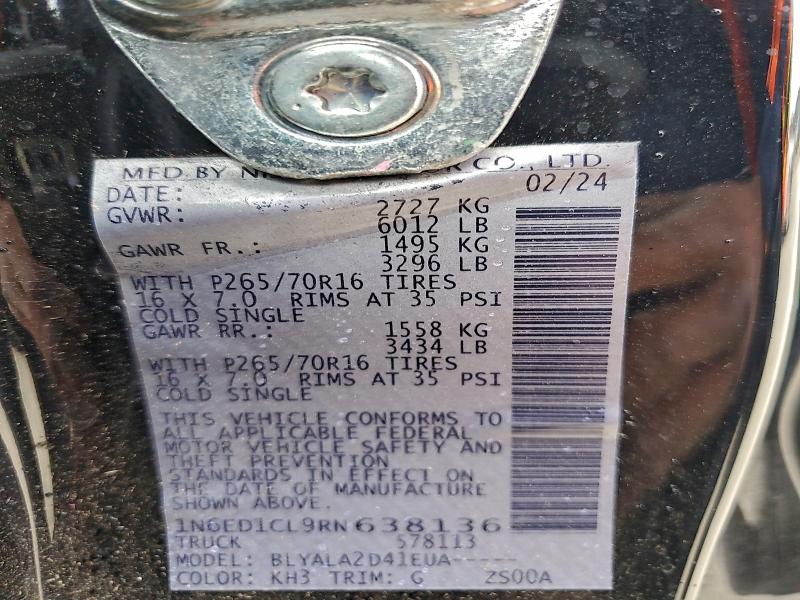 MFD BY NI R CO., LTD.
DATE: 02/24
GVWR: 2727 KG
6012 LB
GAWR FR.: 1495 KG
3296 LB
WITH P265/70R16 TIRES
16 X 7.0 RIMS AT 35 PSI
COLD SINGLE
GAWR RR.: 1558 KG
3434 LB
WITH P265/70R16 TIRES
16 X 7.0 RIMS AT 35 PSI
COLD SINGLE
THIS VEHICLE CONFORMS TO
ALL APPLICABLE FEDERAL
MOTOR VEHICLE SAFETY AND
THEFT PREVENTION
STANDARDS IN EFFECT ON
THE DATE OF MANUFACTURE
SHOWN ABOVE.
1N6ED1CL9RN638136
TRUCK 578113
MODEL: BLYALA2D41EUA-----
COLOR: KH3 TRIM: G ZS00A